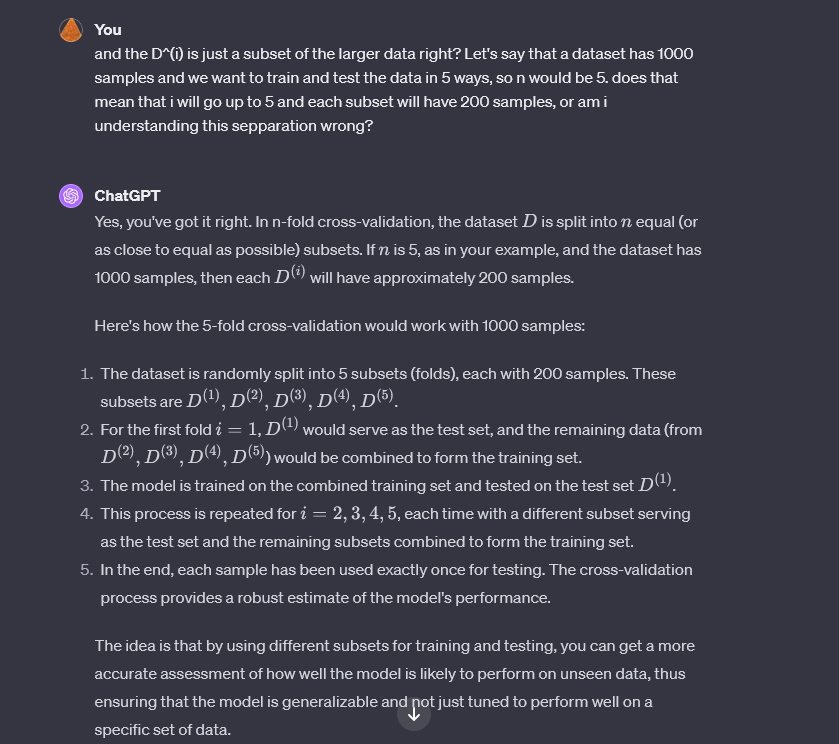 You
and the D^(i) is just a subset of the larger data right? Let's say that a dataset has 1000
samples and we want to train and test the data in 5 ways, so n would be 5. does that
mean that i will go up to 5 and each subset will have 200 samples, or am i
understanding this sepparation wrong?
ChatGPT
Yes, you've got it right. In n-fold cross-validation, the dataset D is split into n equal (or
as close to equal as possible) subsets. If n is 5, as in your example, and the dataset has
1000 samples, then each D^(i) will have approximately 200 samples.
Here's how the 5-fold cross-validation would work with 1000 samples:
1. The dataset is randomly split into 5 subsets (folds), each with 200 samples. These
subsets are D^(1), D^(2), D^(3), D^(4), D^(5).
2. For the first fold i = 1, D^(1) would serve as the test set, and the remaining data (from
D^(2), D^(3), D^(4), D^(5)) would be combined to form the training set.
3. The model is trained on the combined training set and tested on the test set D^(1).
4. This process is repeated for i = 2, 3, 4, 5, each time with a different subset serving
as the test set and the remaining subsets combined to form the training set.
5. In the end, each sample has been used exactly once for testing. The cross-validation
process provides a robust estimate of the model's performance.
The idea is that by using different subsets for training and testing, you can get a more
accurate assessment of how well the model is likely to perform on unseen data, thus
ensuring that the model is generalizable and not just tuned to perform well on a
specific set of data.